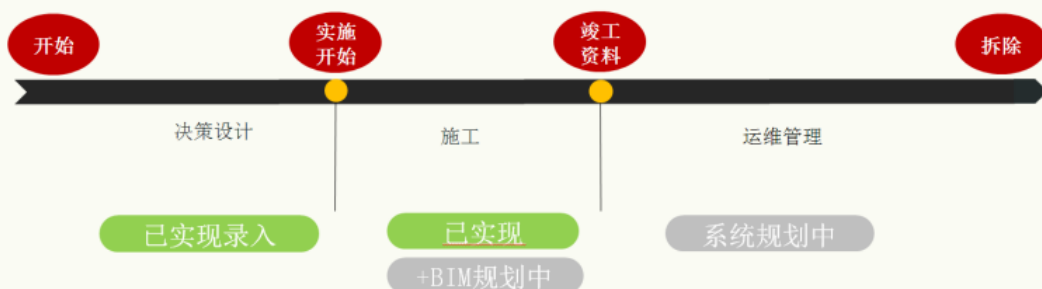 开始
实施
开始
竣工
资料
拆除
决策设计
施工
运维管理
已实现录入
已实现
系统规划中
+BIM规划中